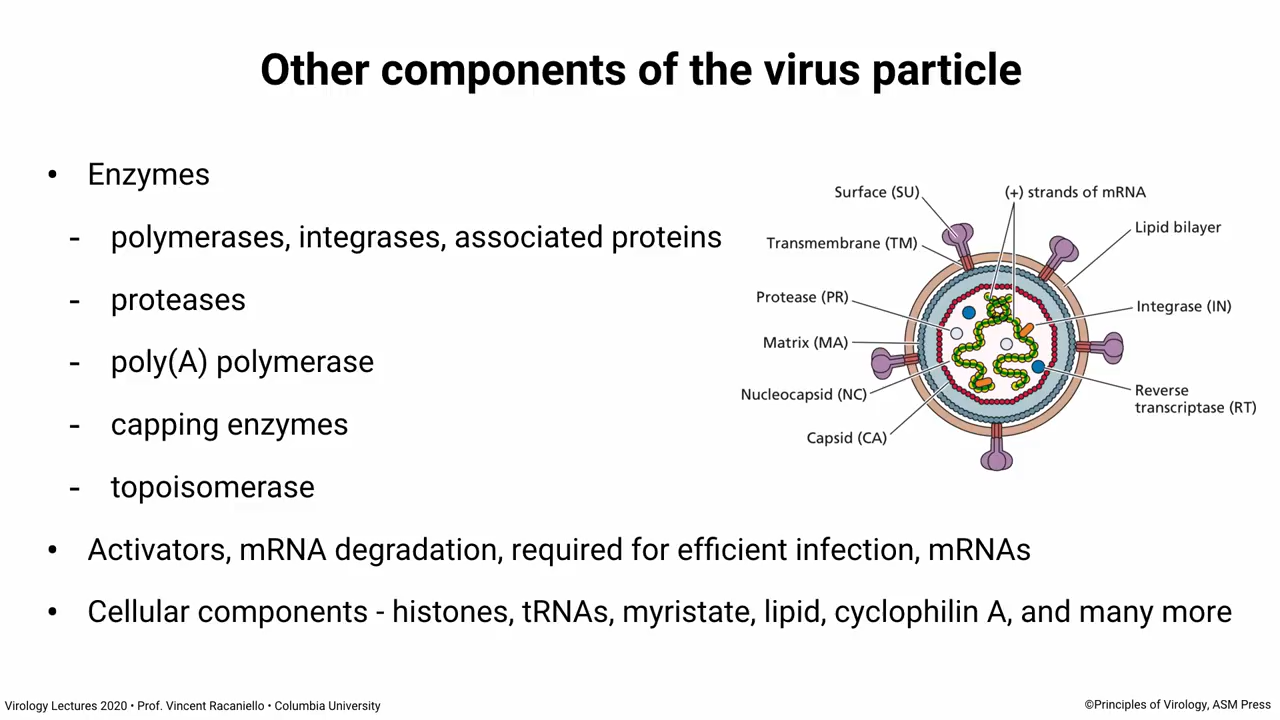 Other components of the virus particle
• Enzymes
- polymerases, integrases, associated proteins
- proteases
- poly(A) polymerase
- capping enzymes
- topoisomerase
• Activators, mRNA degradation, required for efficient infection, mRNAs
• Cellular components - histones, tRNAs, myristate, lipid, cyclophilin A, and many more
Surface (SU)
(+) strands of mRNA
Transmembrane (TM)
Lipid bilayer
Protease (PR)
Integrase (IN)
Matrix (MA)
Nucleocapsid (NC)
Reverse
transcriptase (RT)
Capsid (CA)
Virology Lectures 2020 • Prof. Vincent Racaniello • Columbia University
©Principles of Virology, ASM Press